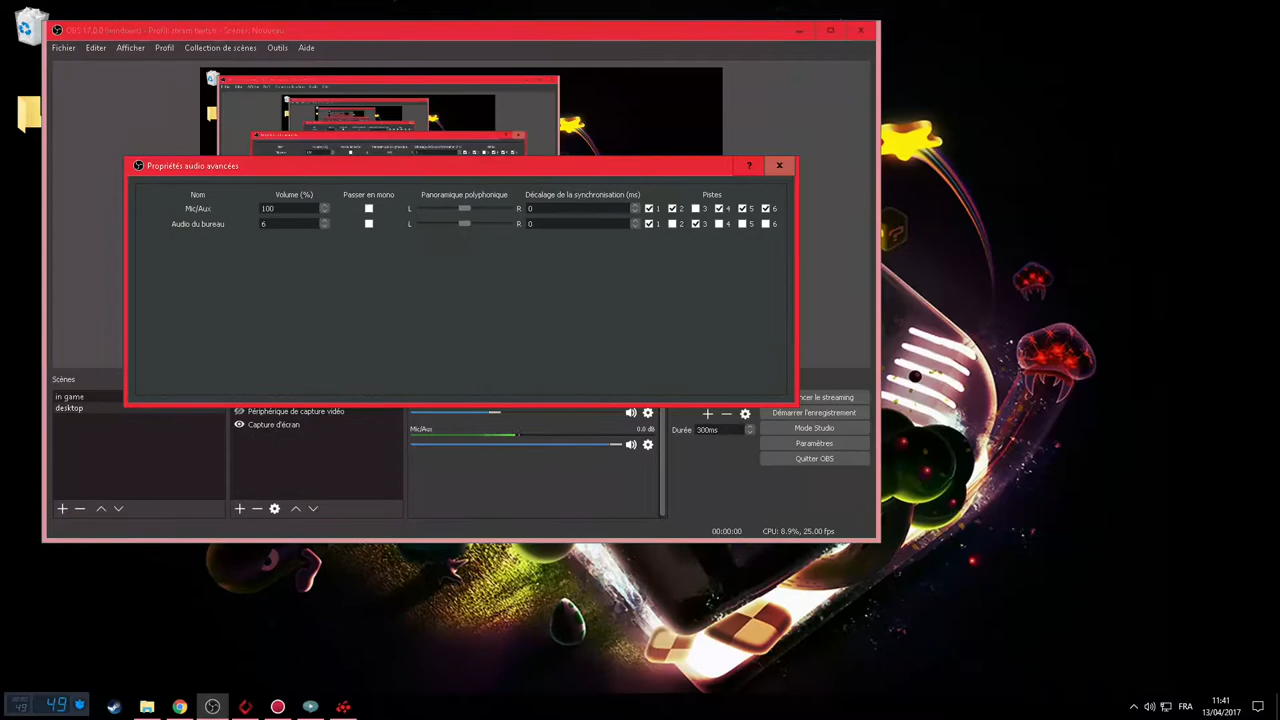 OBS 17.0.0 (windows) - Profil: stream twitch - Scènes: Nouveau
Fichier Editer Afficher Profil Collection de scènes Outils Aide
Propriétés audio avancées ?
Nom Volume (%) Passer en mono Panoramique polyphonique Décalage de la synchronisation (ms) Pistes
Mic/Aux 100 L R 0 1 2 3 4 5 6
Audio du bureau 6 L R 0 1 2 3 4 5 6
Scènes
in game
desktop
Périphérique de capture vidéo
Capture d'écran
Mic/Aux 0.0 dB
Durée 300ms
cer le streaming
Démarrer l'enregistrement
Mode Studio
Paramètres
Quitter OBS
00:00:00 CPU: 8.9%, 25.00 fps
49 49
FRA
11:41
13/04/2017